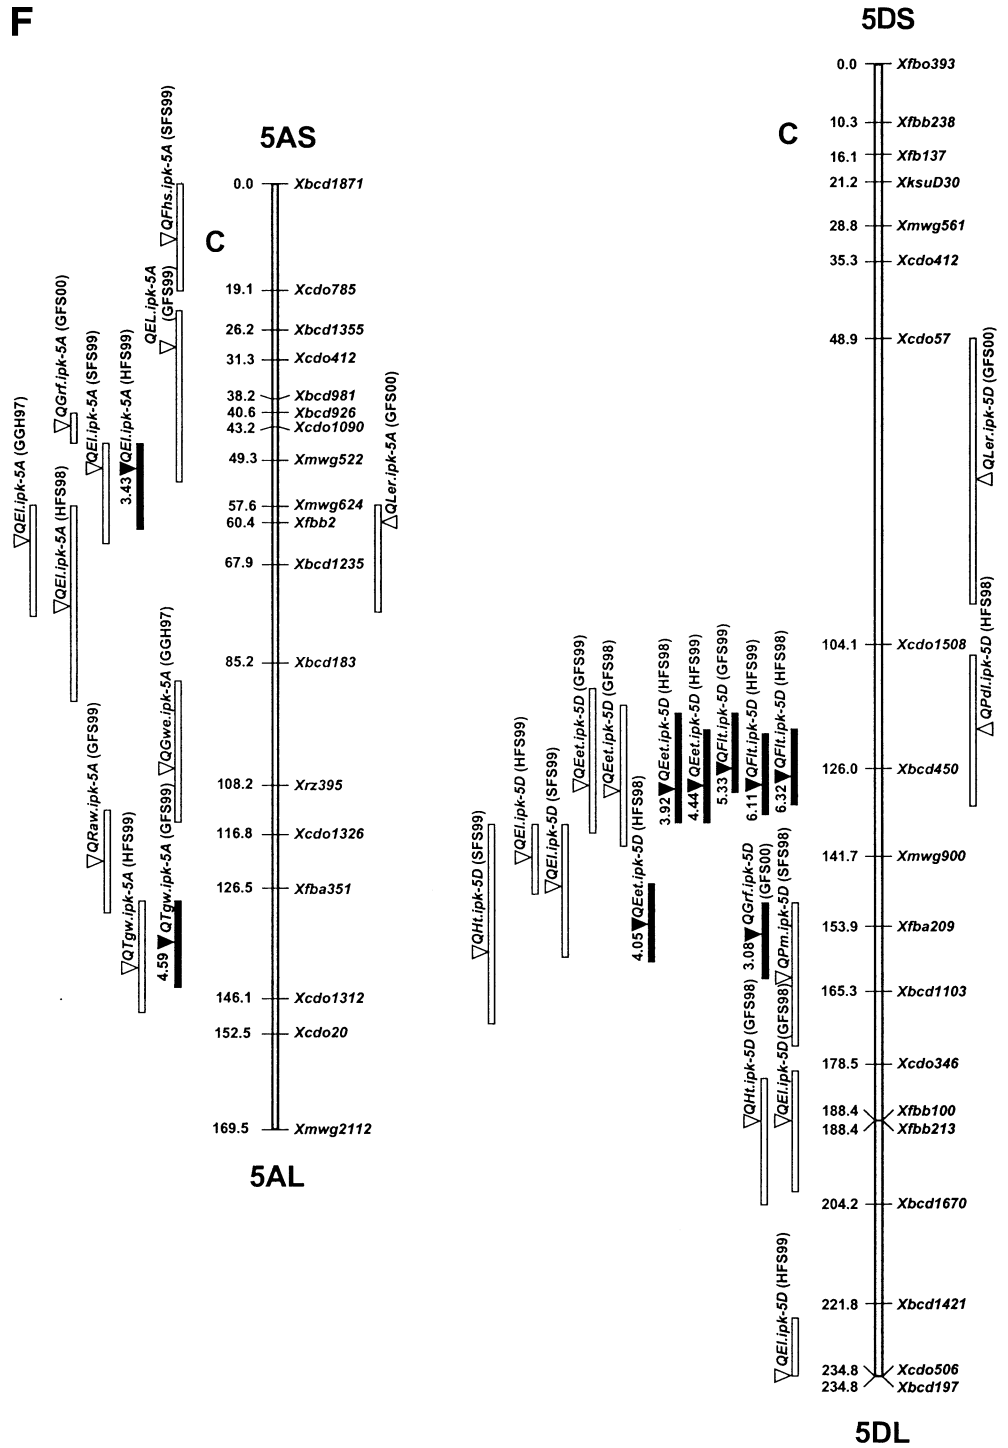 F
5AS
C
0.0 Xbcd1871
19.1 Xcdo785
26.2 Xbcd1355
31.3 Xcdo412
38.2 Xbcd981
40.6 Xbcd926
43.2 Xcdo1090
49.3 Xmwg522
57.6 Xmwg624
60.4 Xfbb2
67.9 Xbcd1235
85.2 Xbcd183
108.2 Xrz395
116.8 Xcdo1326
126.5 Xfba351
146.1 Xcdo1312
152.5 Xcdo20
169.5 Xmwg2112
5AL
QFhs.ipk-5A (SFS99)
QEL.ipk-5A
(GFS99)
QGrf.ipk-5A (GFS00)
QEl.ipk-5A (SFS99)
3.43 QEl.ipk-5A (HFS99)
QEl.ipk-5A (GGH97)
QEl.ipk-5A (HFS98)
QLer.ipk-5A (GFS00)
QGwe.ipk-5A (GGH97)
QRaw.ipk-5A (GFS99)
QTgw.ipk-5A (HFS99)
4.59 QTgw.ipk-5A (GFS99)
5DS
C
0.0 Xfbo393
10.3 Xfbb238
16.1 Xfb137
21.2 XksuD30
28.8 Xmwg561
35.3 Xcdo412
48.9 Xcdo57
104.1 Xcdo1508
126.0 Xbcd450
141.7 Xmwg900
153.9 Xfba209
165.3 Xbcd1103
178.5 Xcdo346
188.4 Xfbb100
188.4 Xfbb213
204.2 Xbcd1670
221.8 Xbcd1421
234.8 Xcdo506
234.8 Xbcd197
5DL
QLer.ipk-5D (GFS00)
QPdl.ipk-5D (HFS98)
QHt.ipk-5D (SFS99)
QEl.ipk-5D (HFS99)
QEl.ipk-5D (SFS99)
QEet.ipk-5D (GFS99)
QEet.ipk-5D (GFS98)
4.05 QEet.ipk-5D (HFS98)
3.92 QEet.ipk-5D (HFS98)
4.44 QEet.ipk-5D (HFS99)
5.33 QFlt.ipk-5D (GFS99)
6.11 QFlt.ipk-5D (HFS99)
6.32 QFlt.ipk-5D (HFS98)
3.08 QGrf.ipk-5D
(GFS00)
QPm.ipk-5D (SFS98)
QHt.ipk-5D (GFS98)
QEl.ipk-5D (GFS98)
QEl.ipk-5D (HFS99)